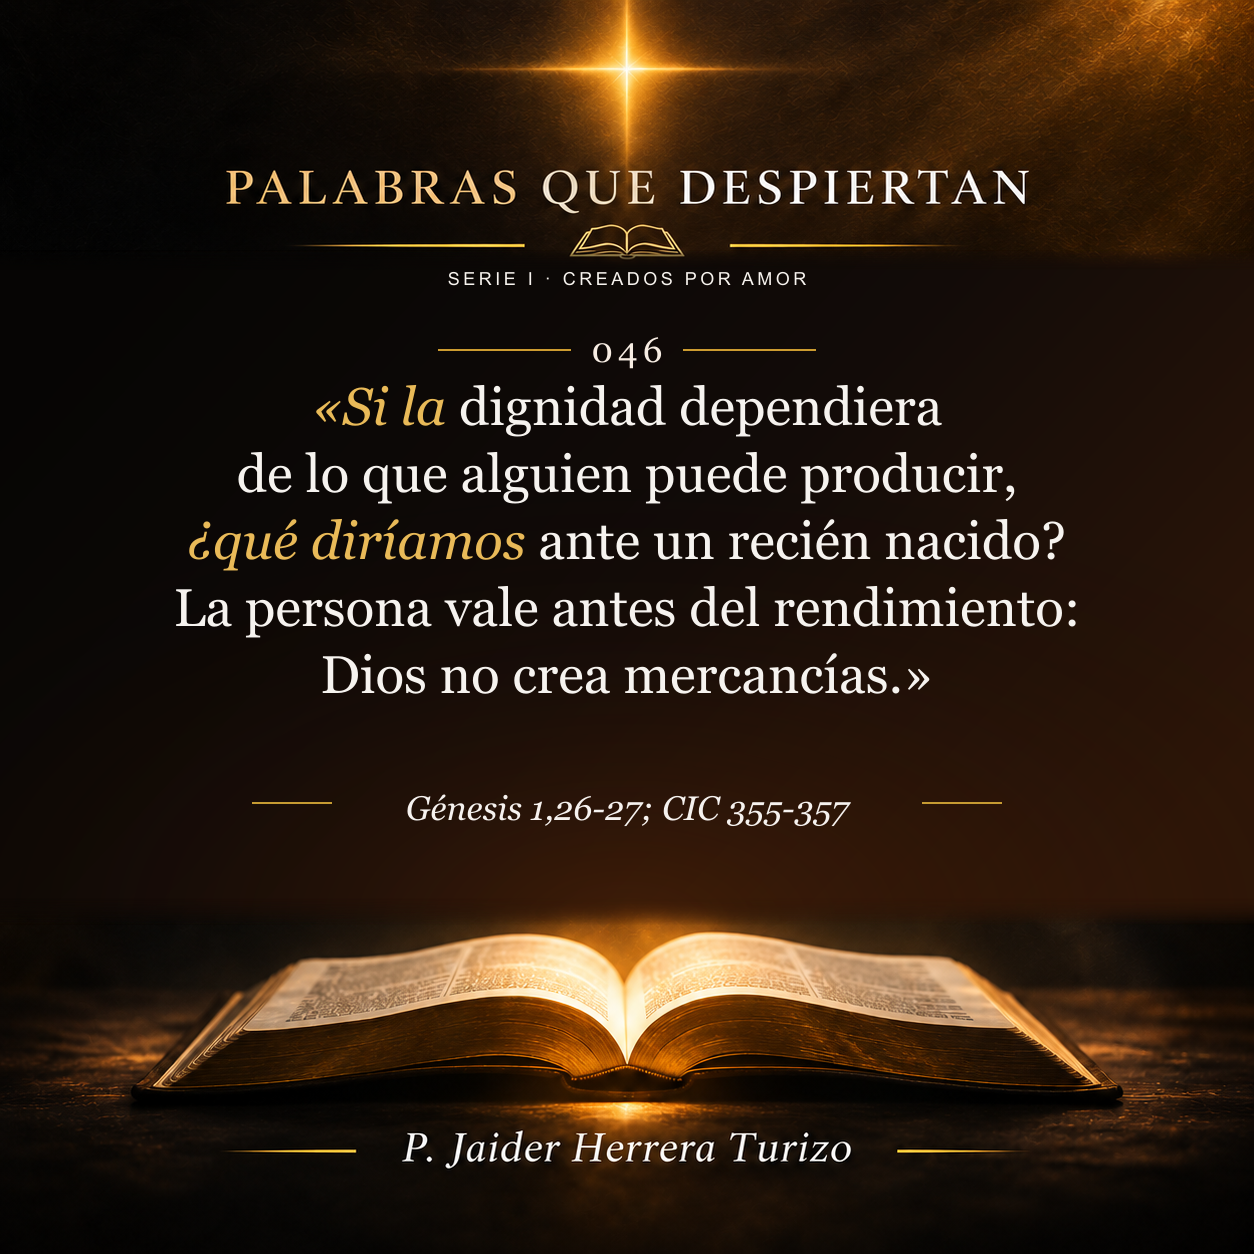 PALABRAS QUE DESPIERTAN
SERIE I · CREADOS POR AMOR
046
«Si la dignidad dependiera
de lo que alguien puede producir,
¿qué diríamos ante un recién nacido?
La persona vale antes del rendimiento:
Dios no crea mercancías.»
Génesis 1,26-27; CIC 355-357
P. Jaider Herrera Turizo